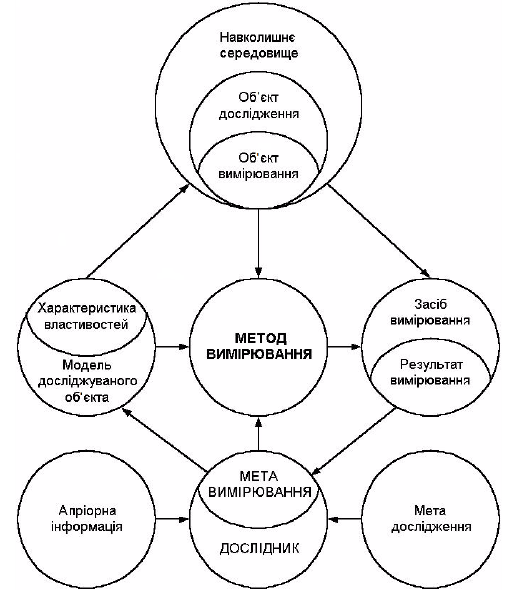 Навколишнє
середовище
Об'єкт
дослідження
Об'єкт
вимірювання
Характеристика
властивостей
Модель
досліджуваного
об'єкта
МЕТОД
ВИМІРЮВАННЯ
Засіб
вимірювання
Результат
вимірювання
Апріорна
інформація
МЕТА
ВИМІРЮВАННЯ
ДОСЛІДНИК
Мета
дослідження